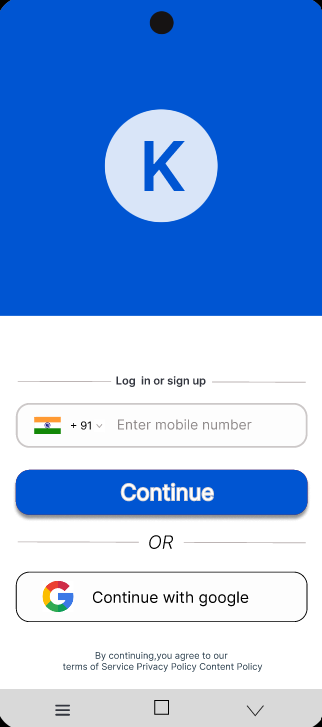 K
Log in or sign up
+ 91 Enter mobile number
Continue
OR
Continue with google
By continuing,you agree to our
terms of Service Privacy Policy Content Policy